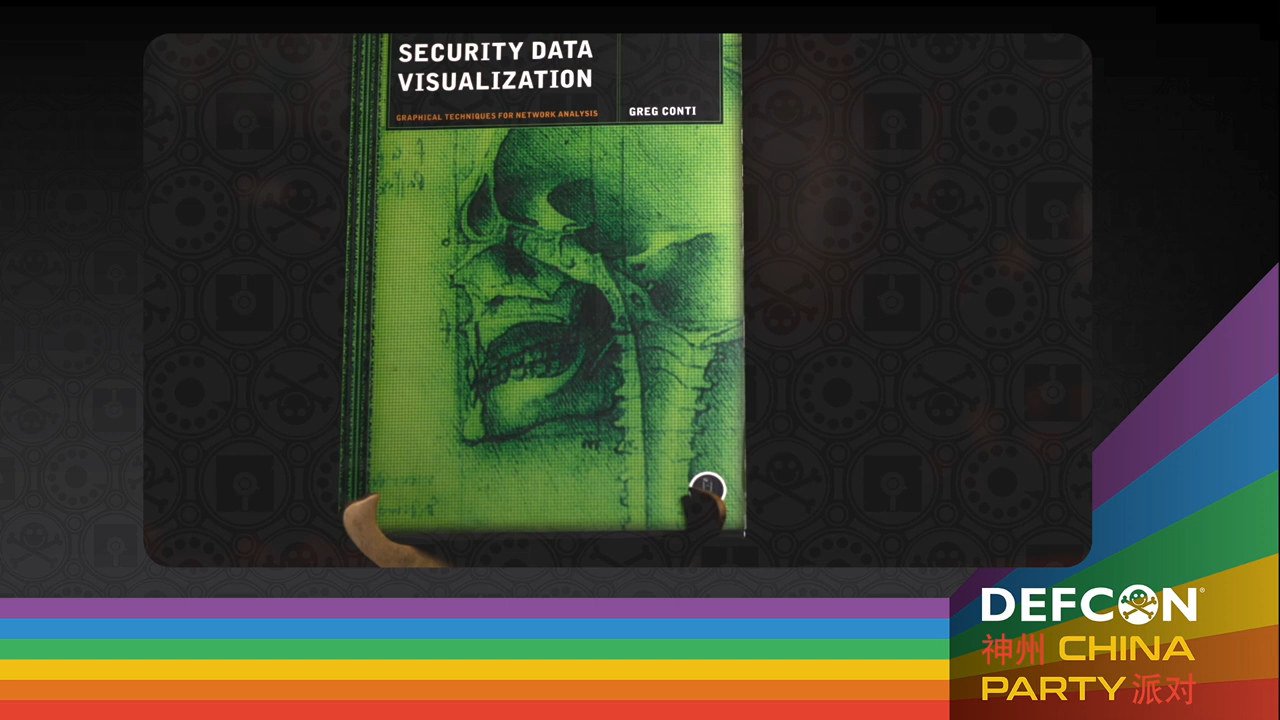 SECURITY DATA
VISUALIZATION
GRAPHICAL TECHNIQUES FOR NETWORK ANALYSIS
GREG CONTI
DEFCON®
神州 CHINA
PARTY 派对